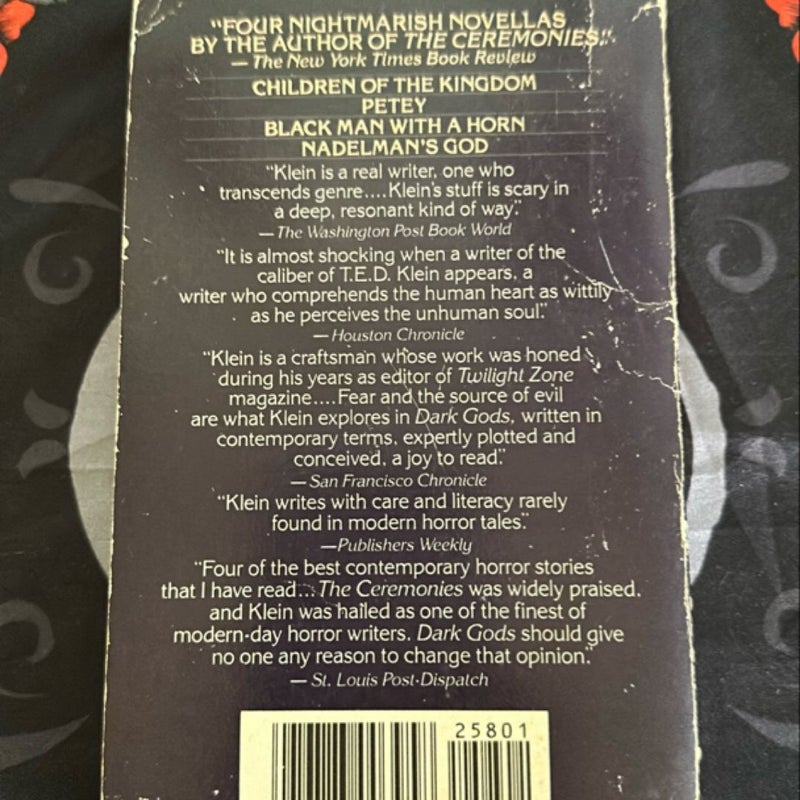 "FOUR NIGHTMARISH NOVELLAS
BY THE AUTHOR OF THE CEREMONIES."
— The New York Times Book Review
CHILDREN OF THE KINGDOM
PETEY
BLACK MAN WITH A HORN
NADELMAN'S GOD
"Klein is a real writer, one who
transcends genre....Klein's stuff is scary in
a deep, resonant kind of way."
— The Washington Post Book World
"It is almost shocking when a writer of the
caliber of T.E.D. Klein appears, a
writer who comprehends the human heart as wittily
as he perceives the unhuman soul."
— Houston Chronicle
"Klein is a craftsman whose work was honed
during his years as editor of Twilight Zone
magazine....Fear and the source of evil
are what Klein explores in Dark Gods, written in
contemporary terms, expertly plotted and
conceived, a joy to read."
— San Francisco Chronicle
"Klein writes with care and literacy rarely
found in modern horror tales."
—Publishers Weekly
"Four of the best contemporary horror stories
that I have read...The Ceremonies was widely praised,
and Klein was hailed as one of the finest of
modern-day horror writers. Dark Gods should give
no one any reason to change that opinion."
— St. Louis Post-Dispatch
25801